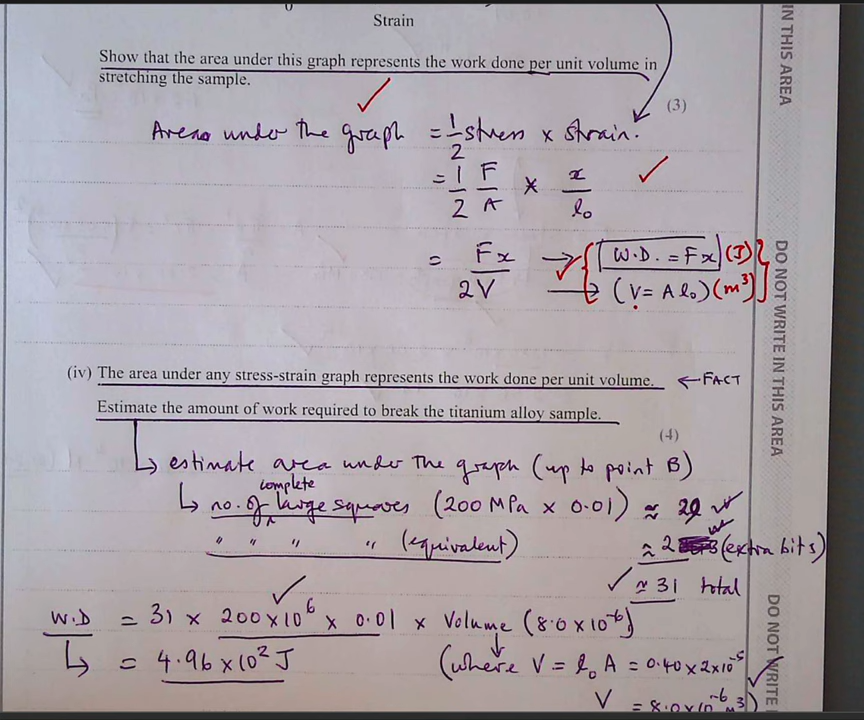 0
Strain
Show that the area under this graph represents the work done per unit volume in
stretching the sample.
(3)
Area under the graph = 1/2 stress × strain.
= 1/2 F/A × x/l₀
= Fx/2V → {W.D. = Fx (J)}
→ (V = A l₀) (m³)
(iv) The area under any stress-strain graph represents the work done per unit volume. ← FACT
Estimate the amount of work required to break the titanium alloy sample.
(4)
↳ estimate area under the graph (up to point B)
↳ no. of complete large squares (200 MPa × 0.01) ≈ 29
" " " " (equivalent) ≈ 2 (extra bits)
≈ 31 total
W.D = 31 × 200×10⁶ × 0.01 × Volume (8.0×10⁻⁶)
↳ = 4.96×10² J (where V = l₀ A = 0.40×2×10⁻⁵
V = 8.0×10⁻⁶ m³)
IN THIS AREA
DO NOT WRITE IN THIS AREA
DO NOT WRITE